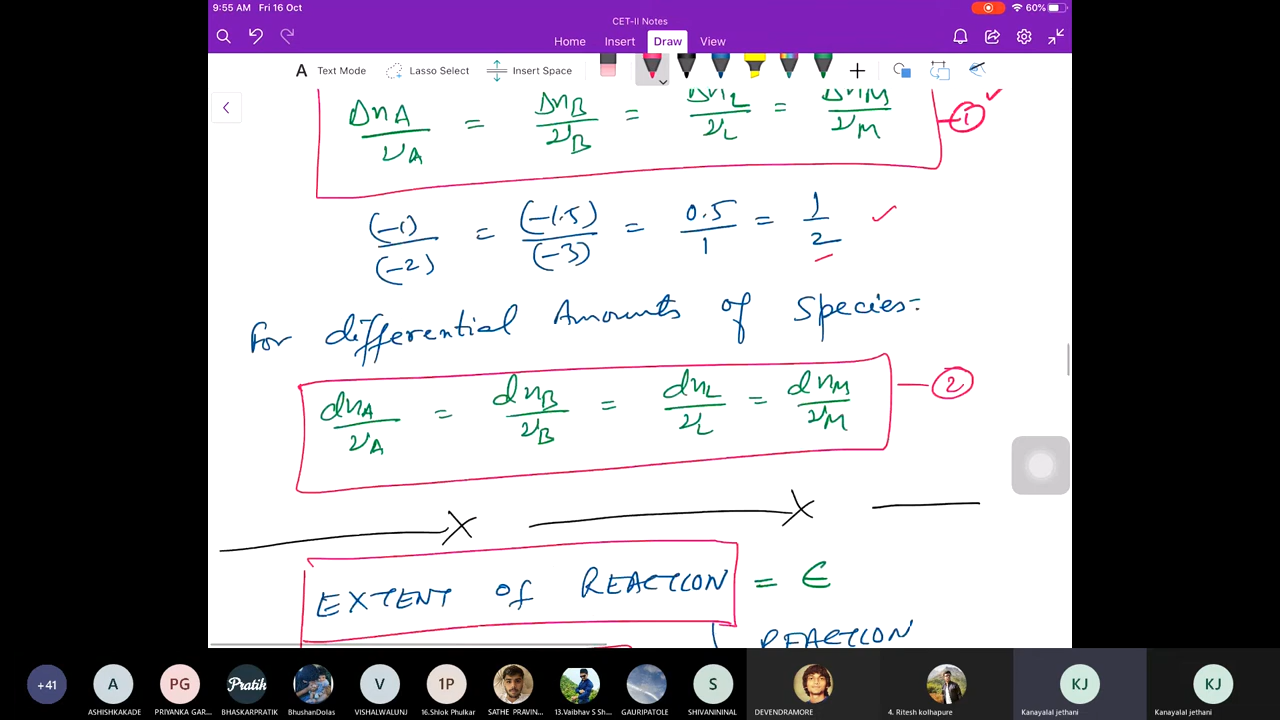 9:55 AM Fri 16 Oct 60%
CET-II Notes
Home Insert Draw View
A Text Mode Lasso Select Insert Space
ΔnA/νA = ΔnB/νB = ΔnL/νL = ΔnM/νM — 1
(-1)/(-2) = (-1.5)/(-3) = 0.5/1 = 1/2
For differential Amounts of Species:
dnA/νA = dnB/νB = dnL/νL = dnM/νM — 2
EXTENT of REACTION = ∈
REACTION
+41 A PG Pratik V 1P S KJ KJ
ASHISHKAKADE PRIYANKA GAR... BHASKARPRATIK BhushanDolas VISHALWALUNJ 16.Shlok Phulkar SATHE PRAVIN... 13.Vaibhav S Sh... GAURIPATOLE SHIVANINNAL DEVENDRAMORE 4. Ritesh kolhapure Kanayalal jethani Kanayalal jethani